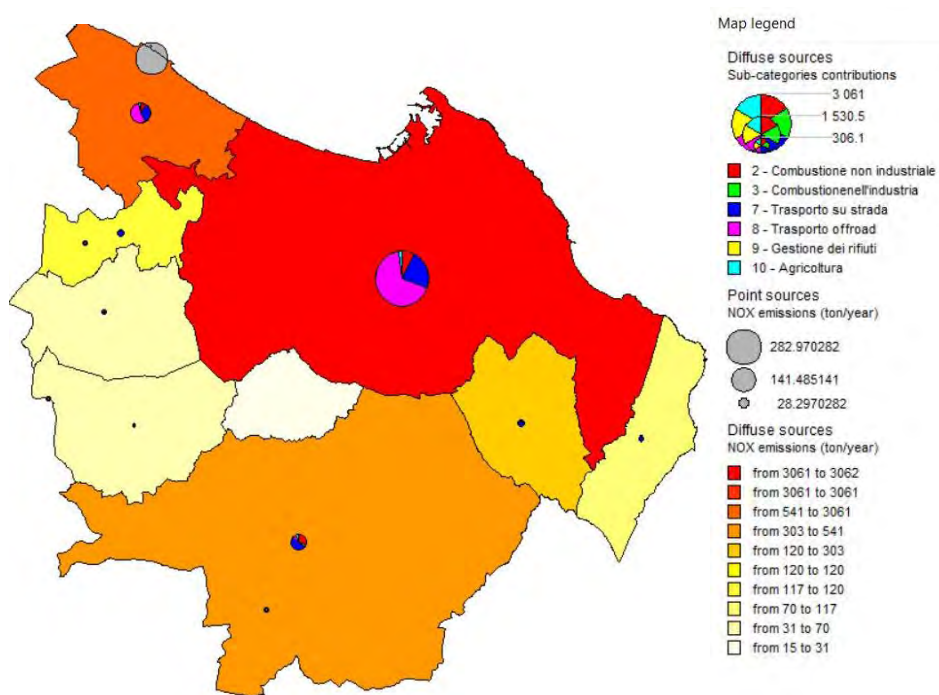 Map legend
Diffuse sources
Sub-categories contributions
3 061
1 530.5
306.1
2 - Combustione non industriale
3 - Combustionenell'industria
7 - Trasporto su strada
8 - Trasporto offroad
9 - Gestione dei rifiuti
10 - Agricoltura
Point sources
NOX emissions (ton/year)
282.970282
141.485141
28.2970282
Diffuse sources
NOX emissions (ton/year)
from 3061 to 3062
from 3061 to 3061
from 541 to 3061
from 303 to 541
from 120 to 303
from 120 to 120
from 117 to 120
from 70 to 117
from 31 to 70
from 15 to 31